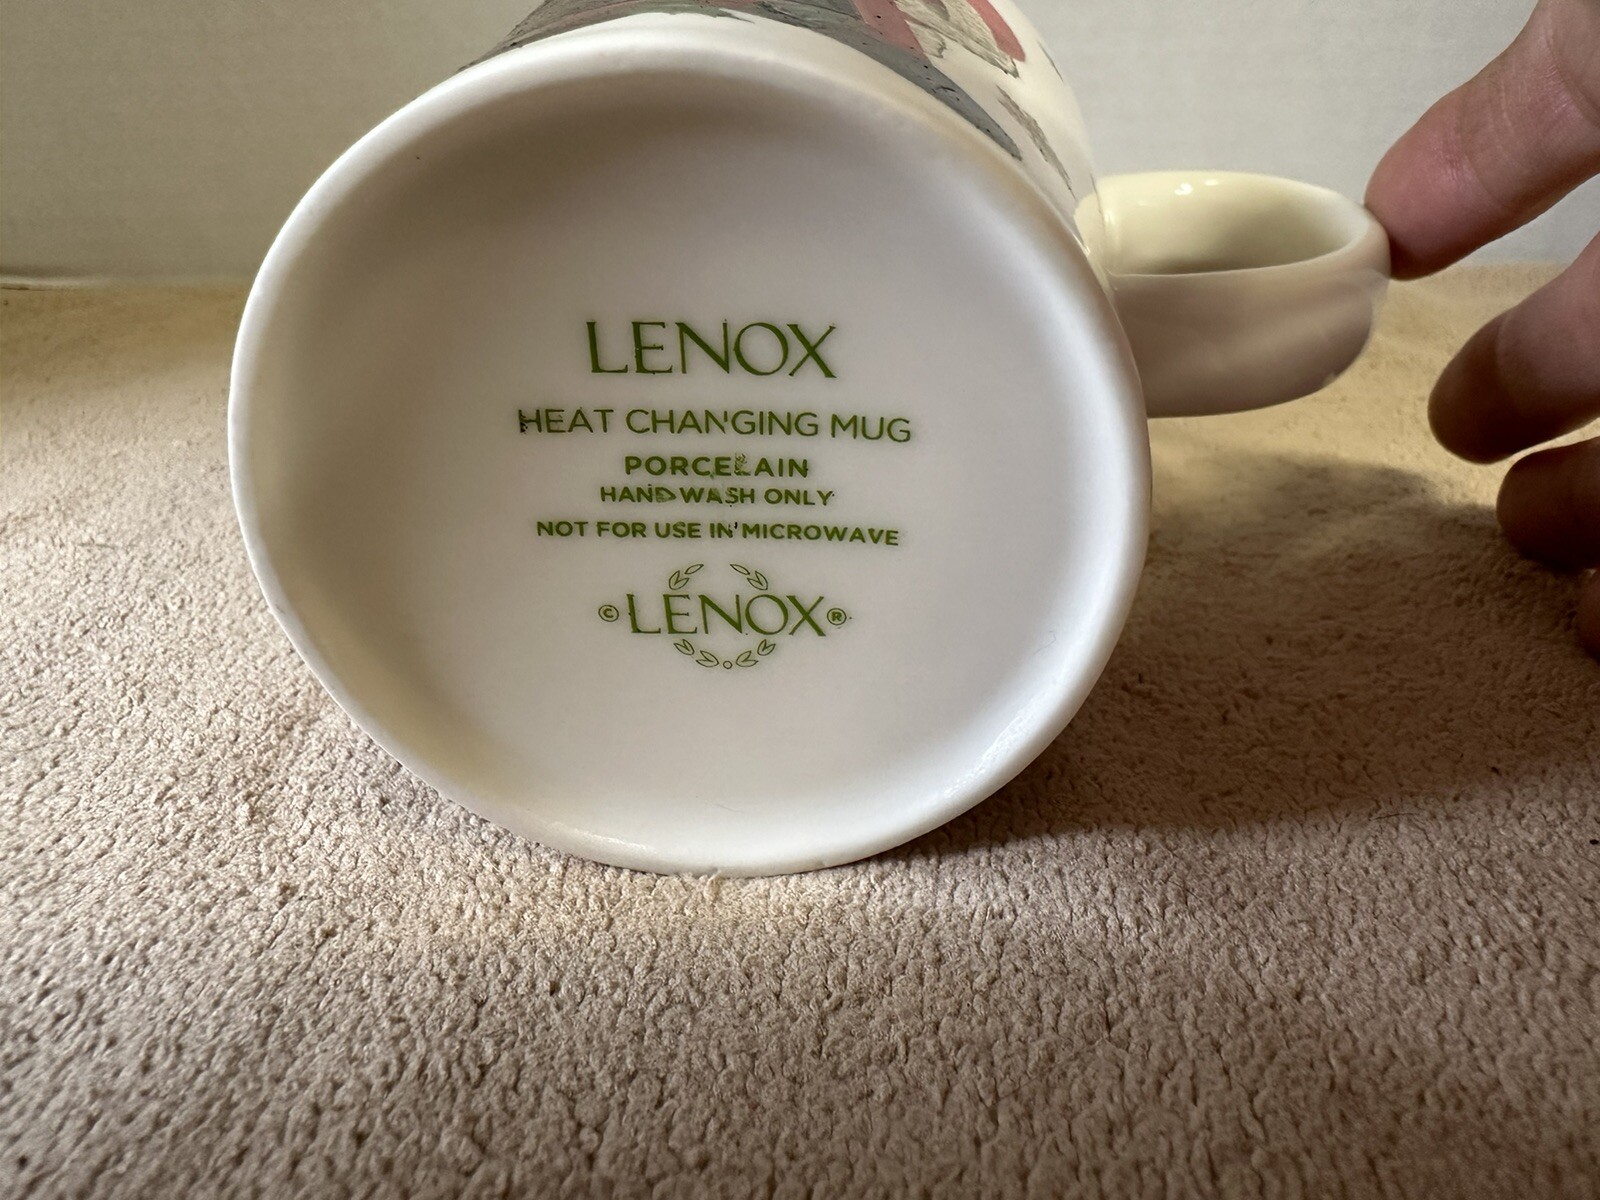 LENOX
HEAT CHANGING MUG
PORCELAIN
HAND WASH ONLY
NOT FOR USE IN MICROWAVE
© LENOX ®